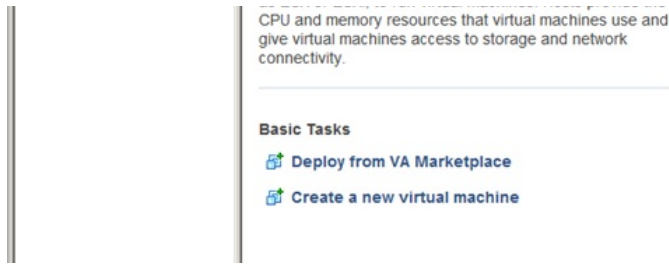 CPU and memory resources that virtual machines use and
give virtual machines access to storage and network
connectivity.
Basic Tasks
Deploy from VA Marketplace
Create a new virtual machine